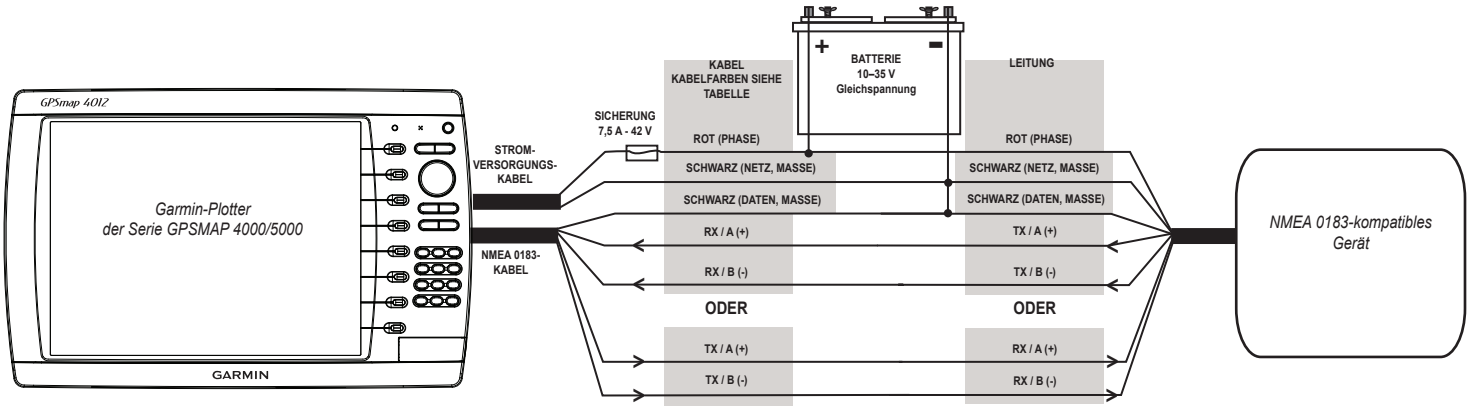 GPSmap 4012
Garmin-Plotter
der Serie GPSMAP 4000/5000
GARMIN
STROM-
VERSORGUNGS-
KABEL
NMEA 0183-
KABEL
SICHERUNG
7,5 A - 42 V
KABEL
KABELFARBEN SIEHE
TABELLE
ROT (PHASE)
SCHWARZ (NETZ, MASSE)
SCHWARZ (DATEN, MASSE)
RX / A (+)
RX / B (-)
ODER
TX / A (+)
TX / B (-)
+
-
BATTERIE
10–35 V
Gleichspannung
LEITUNG
ROT (PHASE)
SCHWARZ (NETZ, MASSE)
SCHWARZ (DATEN, MASSE)
TX / A (+)
TX / B (-)
ODER
RX / A (+)
RX / B (-)
NMEA 0183-kompatibles
Gerät